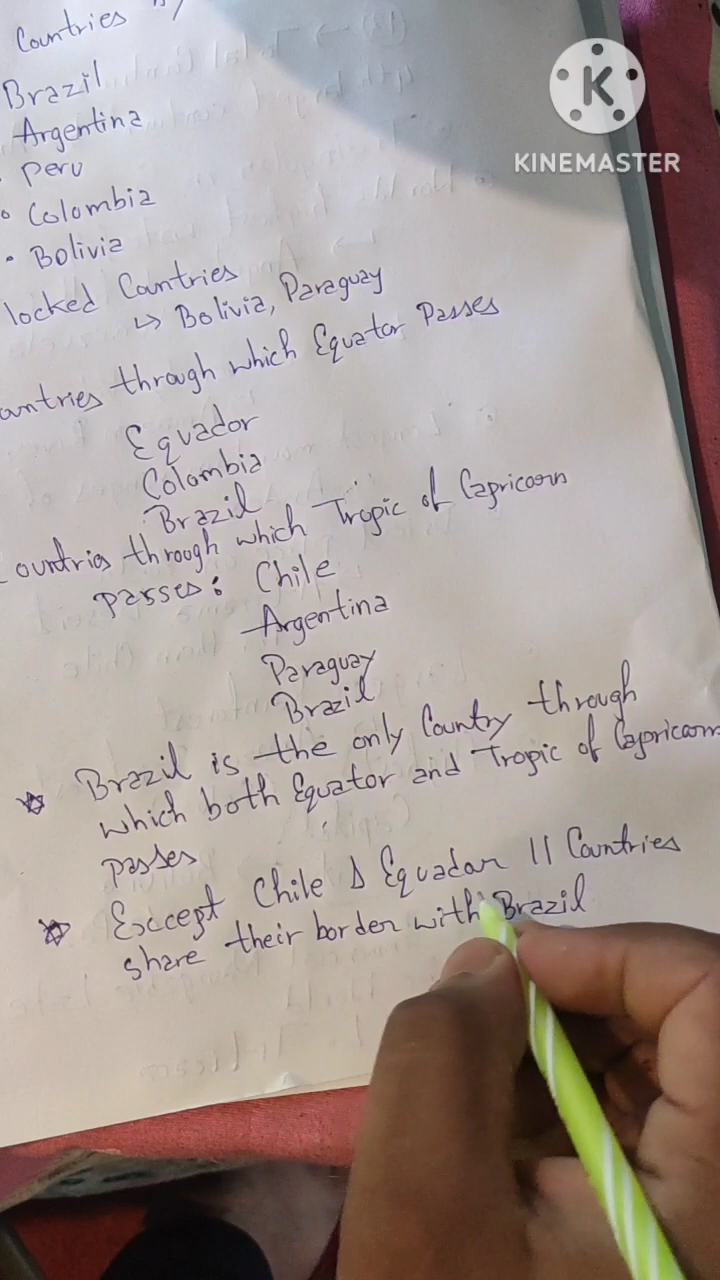 Countries
Brazil
Argentina
Peru
Colombia
Bolivia
locked Countries
↳ Bolivia, Paraguay
ountries through which Equator Passes
Equador
Colombia
Brazil
Countries through which Tropic of Capricorn
passes: Chile
Argentina
Paraguay
Brazil
Brazil is the only Country through
which both Equator and Tropic of Capricorn
passes
Except Chile & Equador 11 Countries
share their border with Brazil
K
KINEMASTER